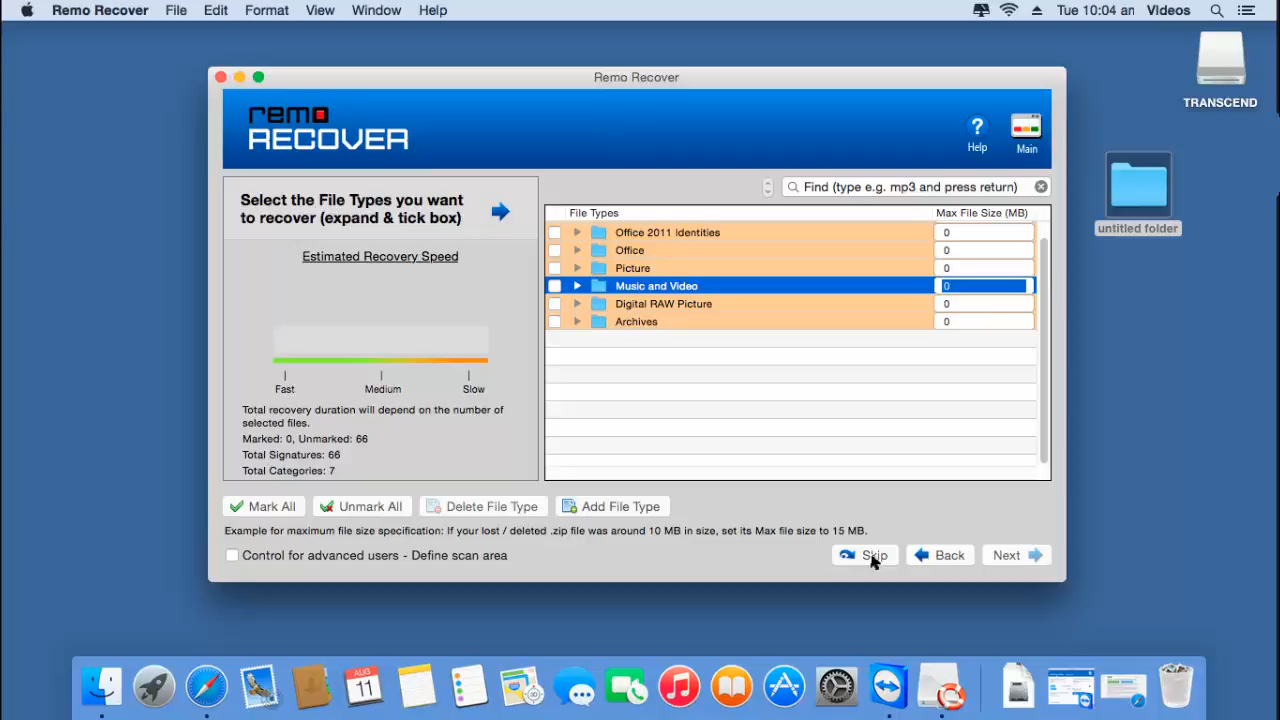 Remo Recover File Edit Format View Window Help Tue 10:04 an Videos
TRANSCEND
untitled folder
Remo Recover
remo
RECOVER
Help
Main
Select the File Types you want
to recover (expand & tick box)
Estimated Recovery Speed
Fast Medium Slow
Total recovery duration will depend on the number of
selected files.
Marked: 0, Unmarked: 66
Total Signatures: 66
Total Categories: 7
Find (type e.g. mp3 and press return)
File Types Max File Size (MB)
Office 2011 Identities 0
Office 0
Picture 0
Music and Video 0
Digital RAW Picture 0
Archives 0
Mark All Unmark All Delete File Type Add File Type
Example for maximum file size specification: If your lost / deleted .zip file was around 10 MB in size, set its Max file size to 15 MB.
Control for advanced users - Define scan area
Skip Back Next
AUG
11